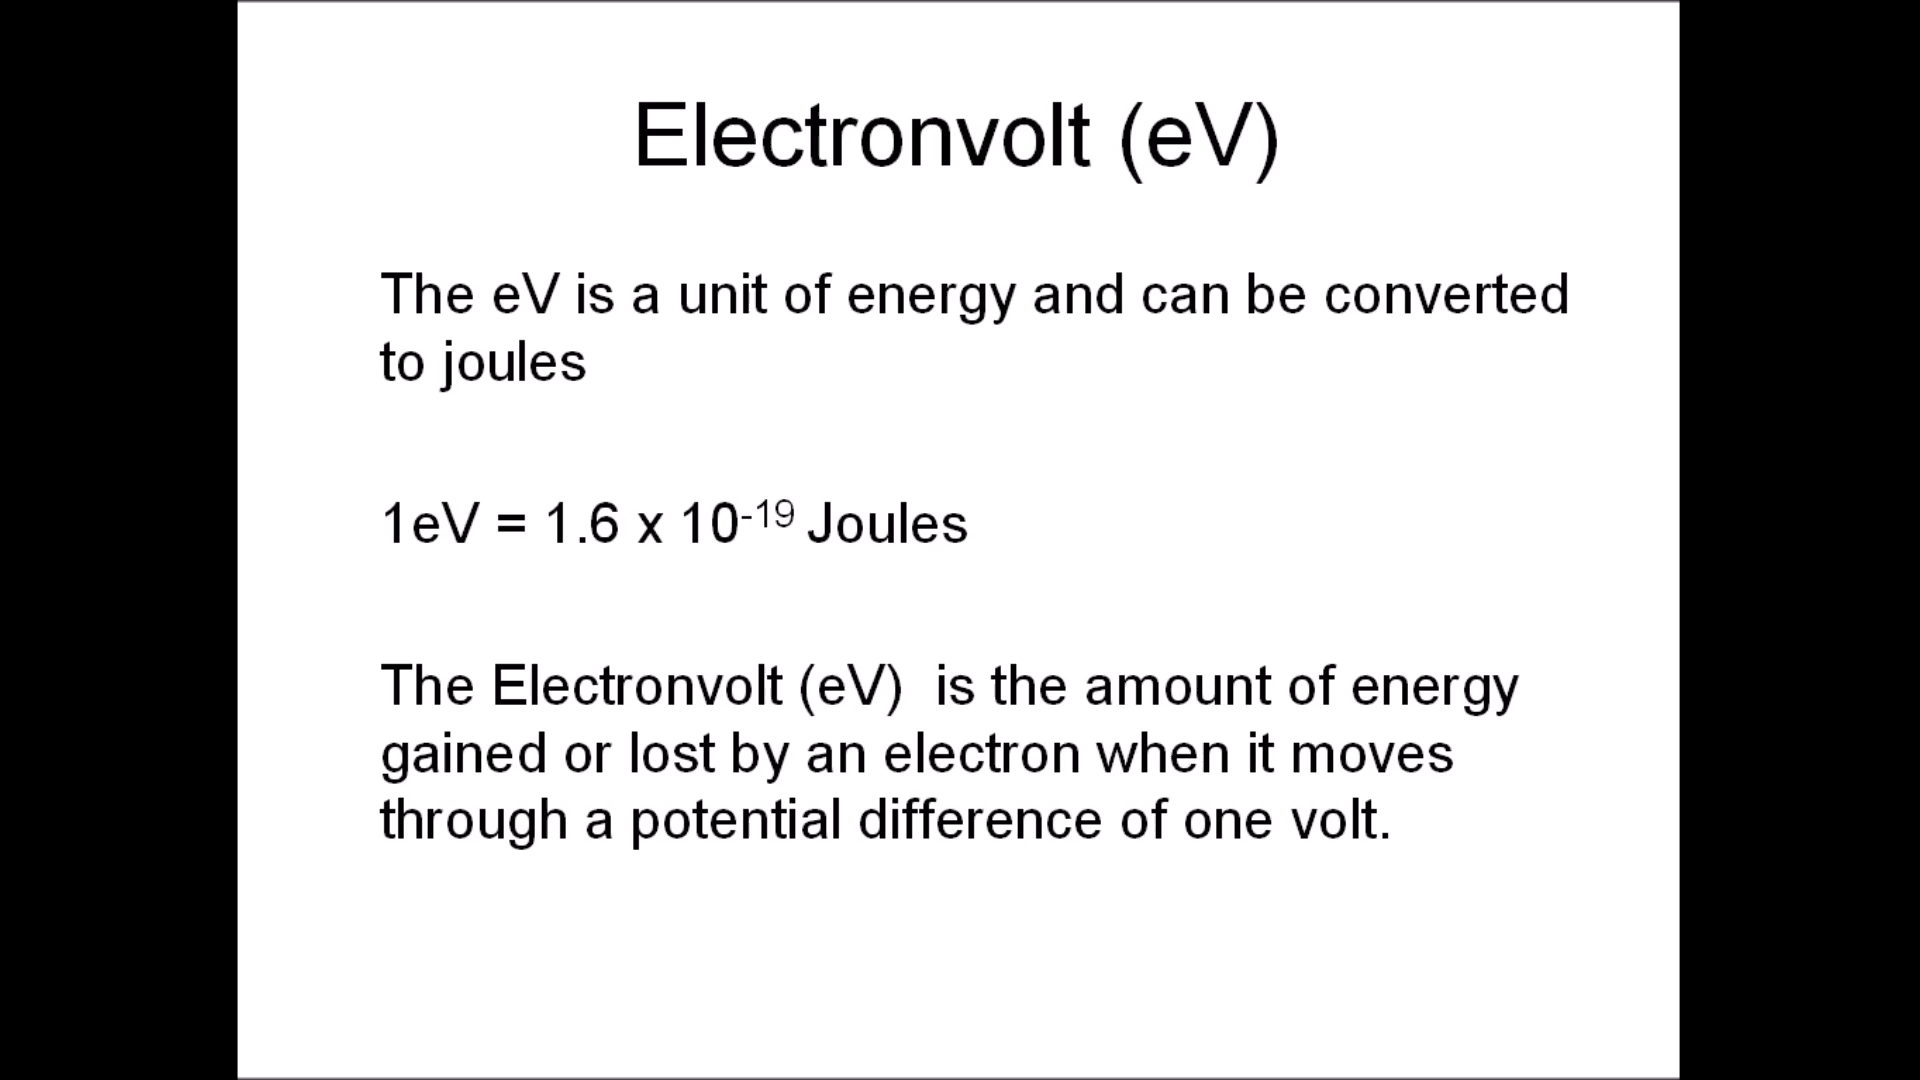 Electronvolt (eV)
The eV is a unit of energy and can be converted
to joules
1eV = 1.6 x 10⁻¹⁹ Joules
The Electronvolt (eV)  is the amount of energy
gained or lost by an electron when it moves
through a potential difference of one volt.